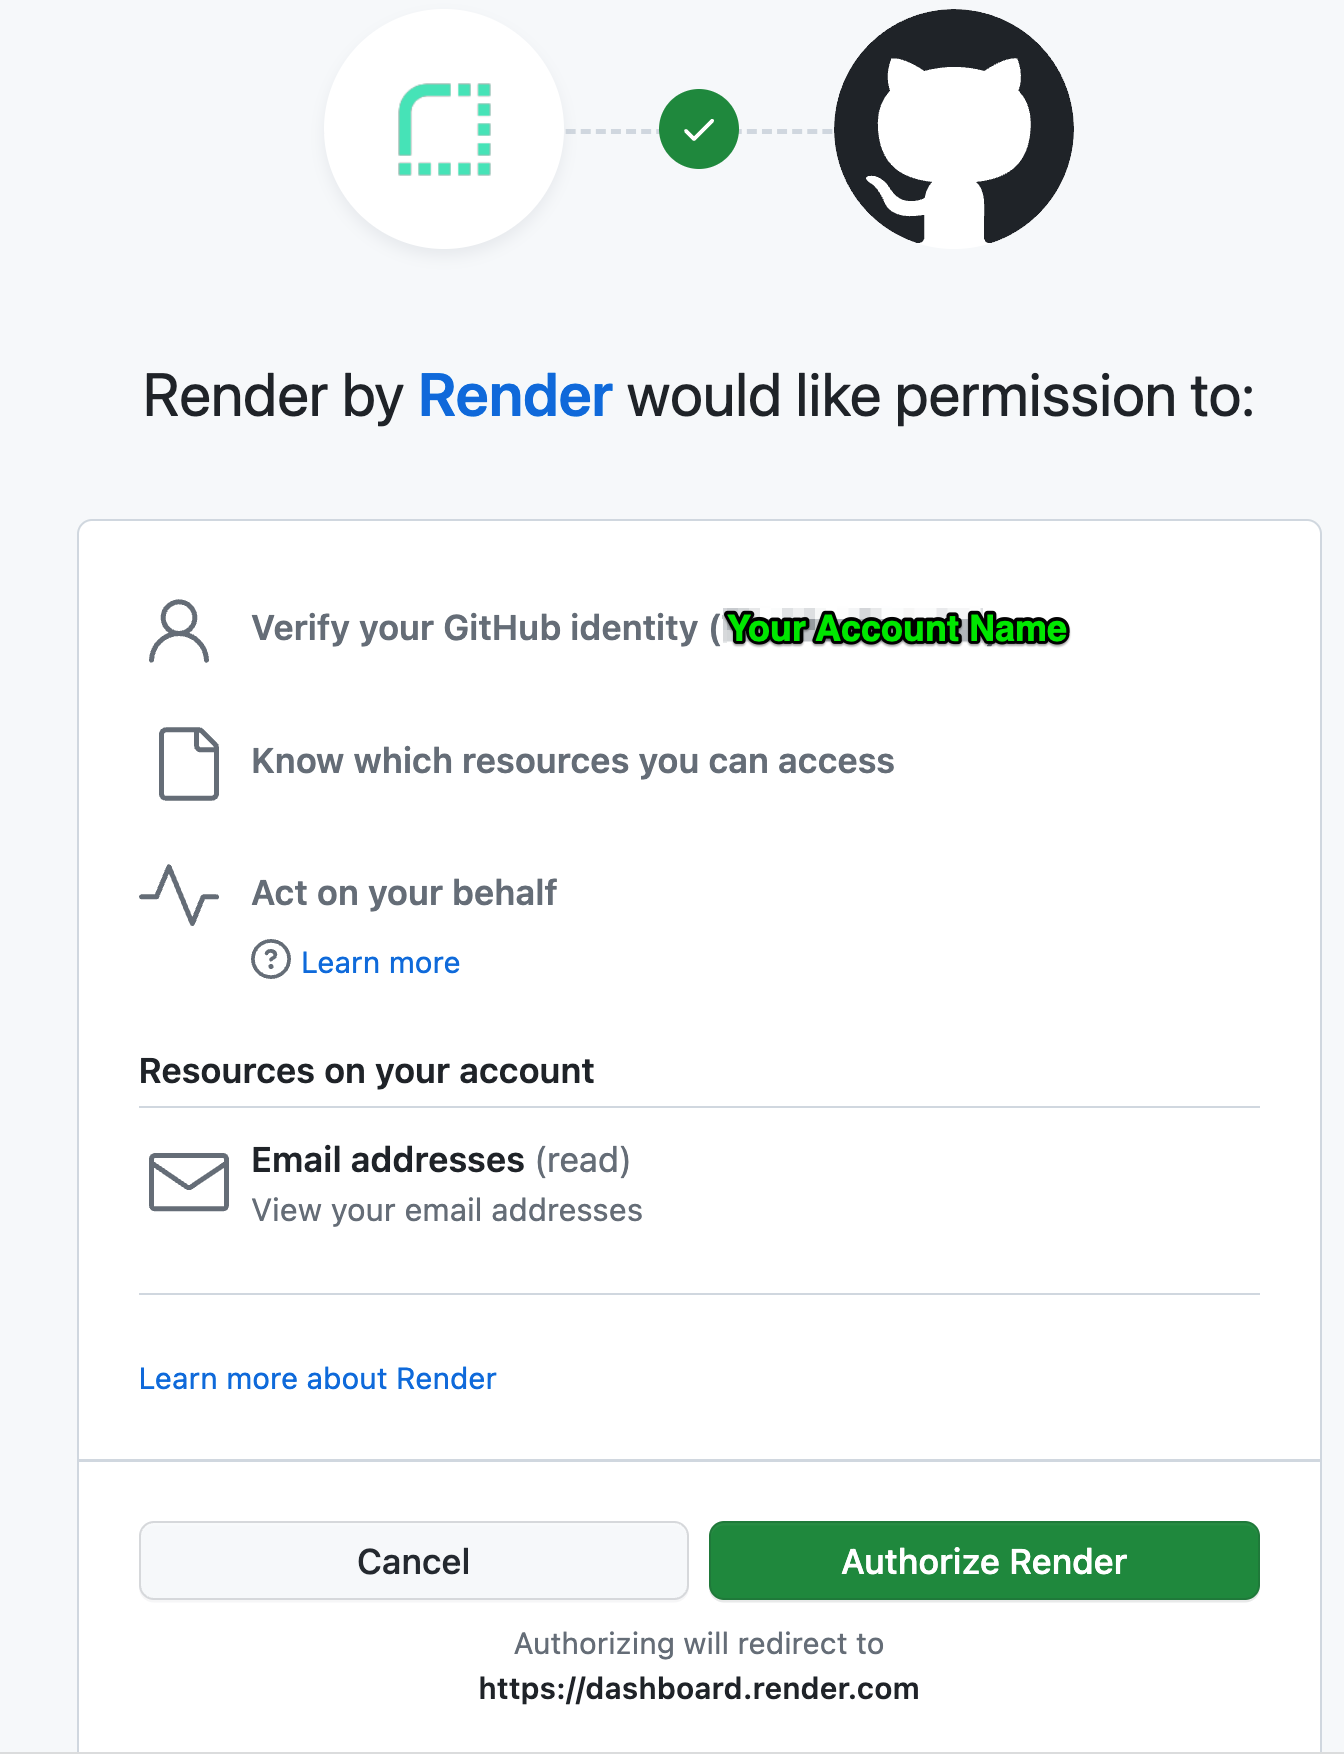 Render by Render would like permission to:
Verify your GitHub identity (Your Account Name
Know which resources you can access
Act on your behalf
? Learn more
Resources on your account
Email addresses (read)
View your email addresses
Learn more about Render
Cancel
Authorize Render
Authorizing will redirect to
https://dashboard.render.com